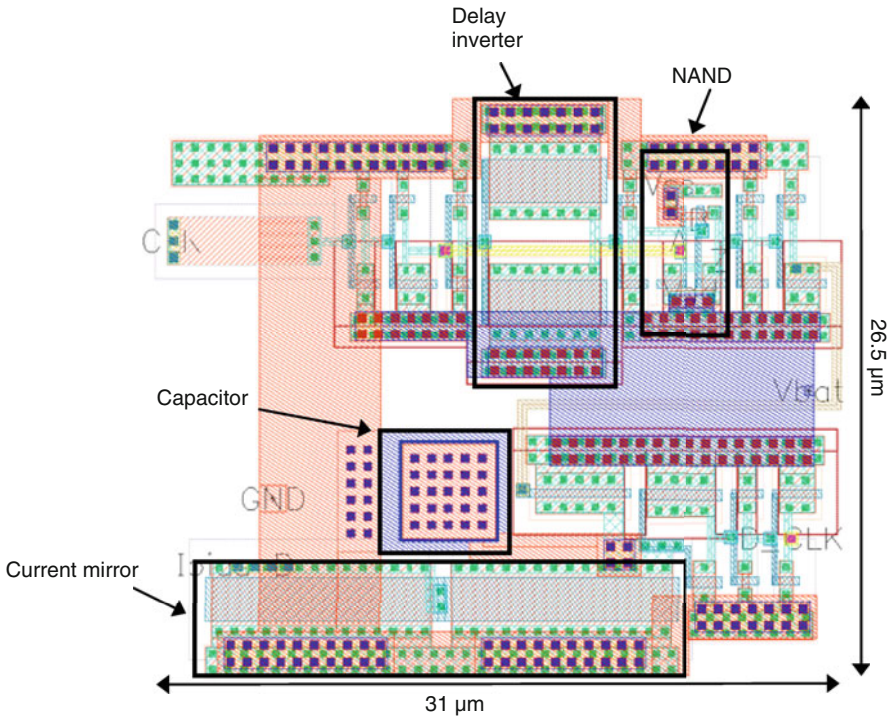 Delay
inverter
NAND
Clk
26.5 µm
Vbat
Capacitor
GND
D_CLK
Current mirror
31 µm